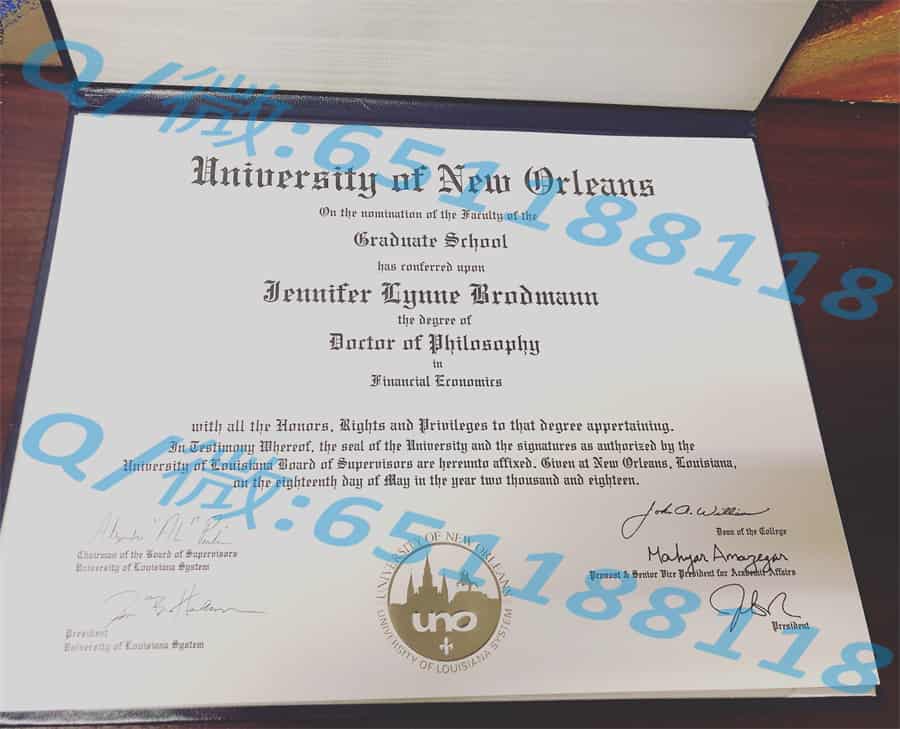 Q/微:651188118
University of New Orleans
On the nomination of the Faculty of the
Graduate School
has conferred upon
Jennifer Lynne Brodmann
the degree of
Doctor of Philosophy
in
Financial Economics
with all the Honors, Rights and Privileges to that degree appertaining.
In Testimony Whereof, the seal of the University and the signatures as authorized by the
University of Louisiana Board of Supervisors are hereunto affixed. Given at New Orleans, Louisiana,
on the eighteenth day of May in the year two thousand and eighteen.
Q/微:651188118
Chairman of the Board of Supervisors
University of Louisiana System
President
University of Louisiana System
UNIVERSITY OF NEW ORLEANS
uno
UNIVERSITY OF LOUISIANA SYSTEM
John A. Williams
Dean of the College
Mahyar Amouzegar
Provost & Senior Vice President for Academic Affairs
President